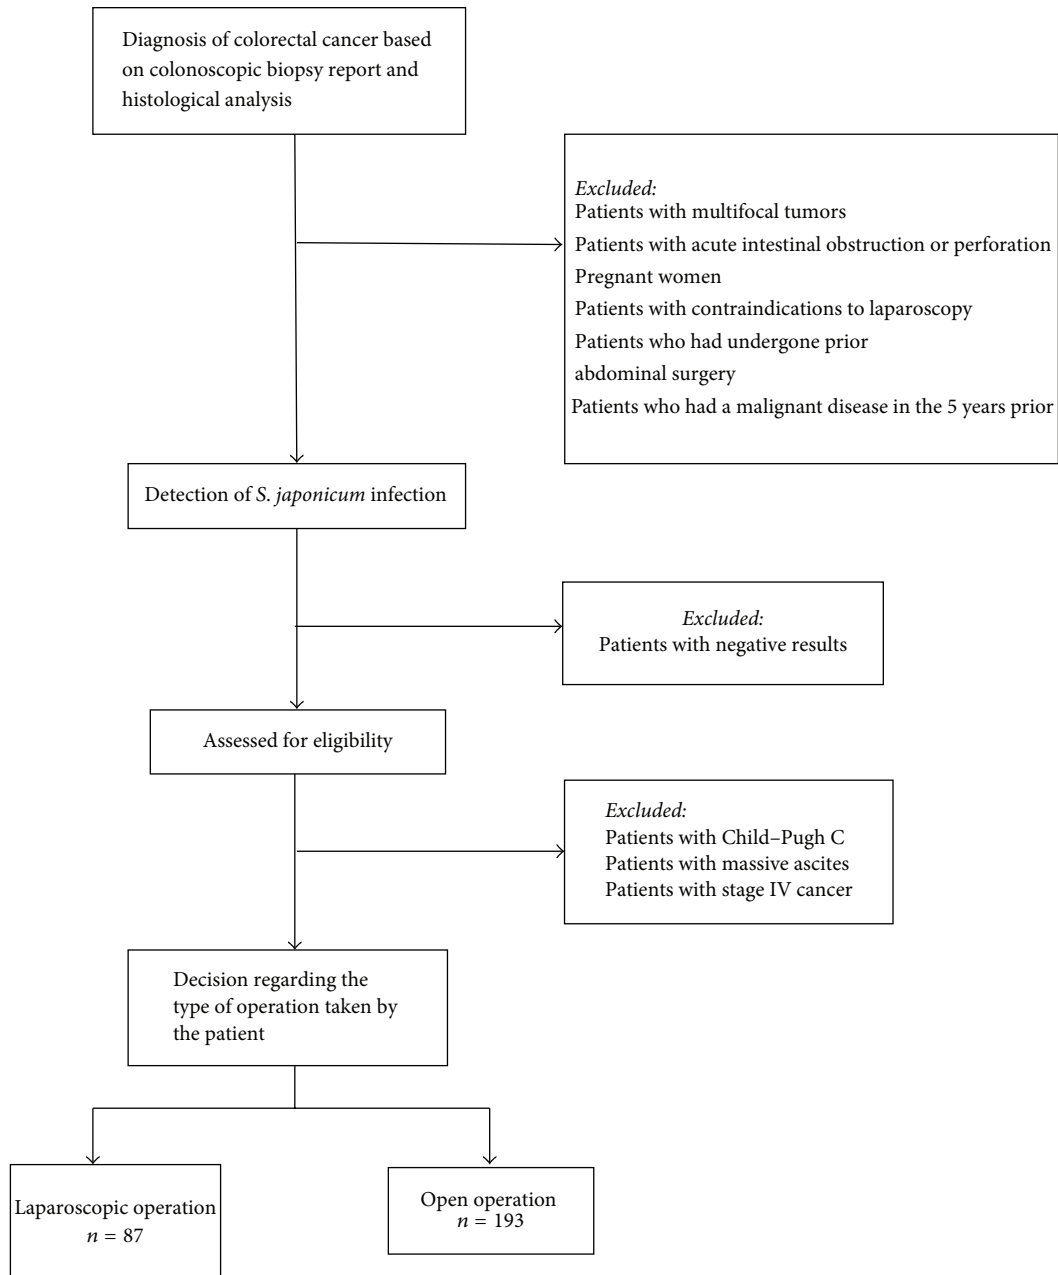 Diagnosis of colorectal cancer based
on colonoscopic biopsy report and
histological analysis
Excluded:
Patients with multifocal tumors
Patients with acute intestinal obstruction or perforation
Pregnant women
Patients with contraindications to laparoscopy
Patients who had undergone prior
abdominal surgery
Patients who had a malignant disease in the 5 years prior
Detection of S. japonicum infection
Excluded:
Patients with negative results
Assessed for eligibility
Excluded:
Patients with Child–Pugh C
Patients with massive ascites
Patients with stage IV cancer
Decision regarding the
type of operation taken by
the patient
Laparoscopic operation
n = 87
Open operation
n = 193